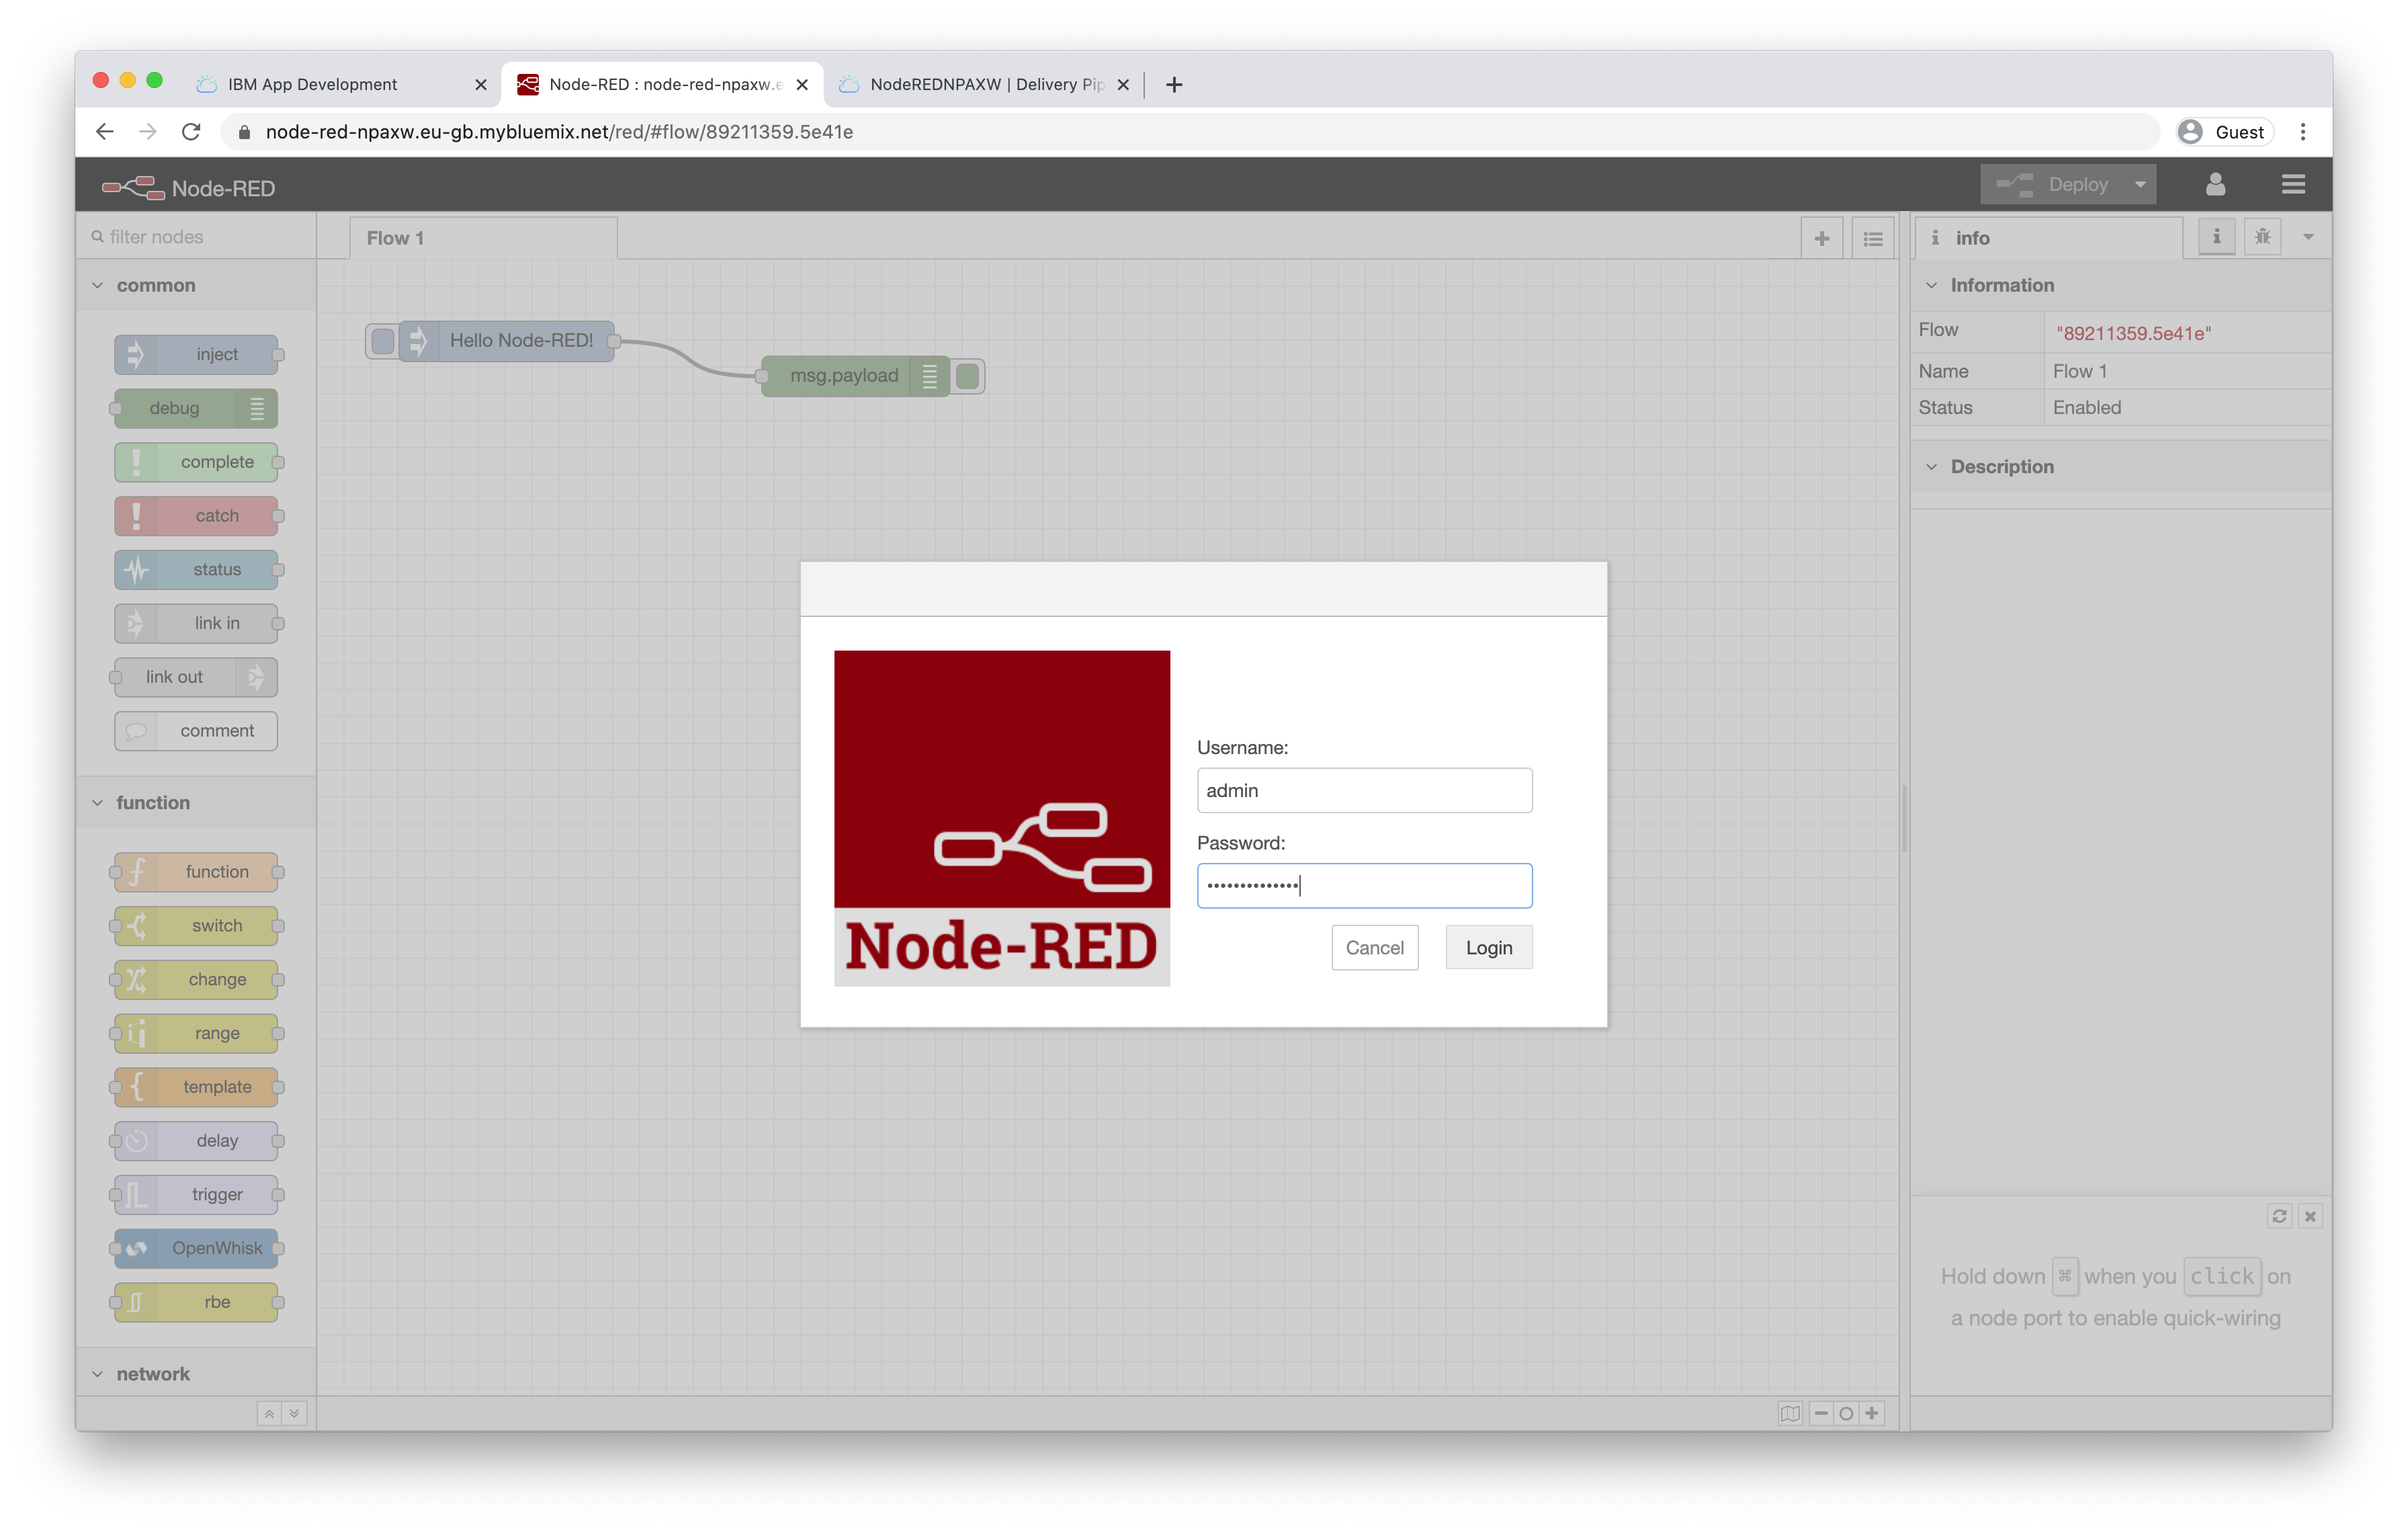 IBM App Development
Node-RED : node-red-npaxw.e
NodeREDNPAXW | Delivery Pip
node-red-npaxw.eu-gb.mybluemix.net/red/#flow/89211359.5e41e
Guest
Node-RED
Deploy
filter nodes
common
inject
debug
complete
catch
status
link in
link out
comment
function
function
switch
change
range
template
delay
trigger
OpenWhisk
rbe
network
Flow 1
Hello Node-RED!
msg.payload
Node-RED
Username:
admin
Password:
••••••••••••••
Cancel
Login
info
Information
Flow "89211359.5e41e"
Name Flow 1
Status Enabled
Description
Hold down ⌘ when you click on
a node port to enable quick-wiring